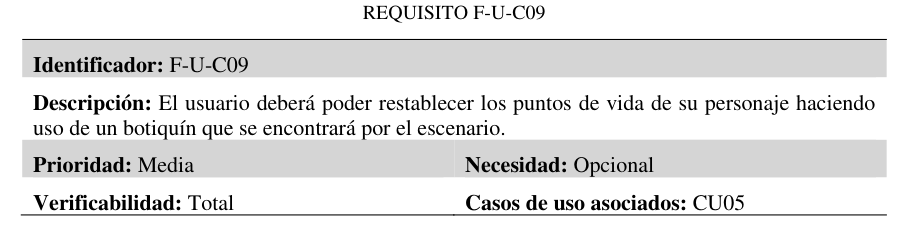 REQUISITO F-U-C09
Identificador: F-U-C09
Descripción: El usuario deberá poder restablecer los puntos de vida de su personaje haciendo
uso de un botiquín que se encontrará por el escenario.
Prioridad: Media Necesidad: Opcional
Verificabilidad: Total Casos de uso asociados: CU05